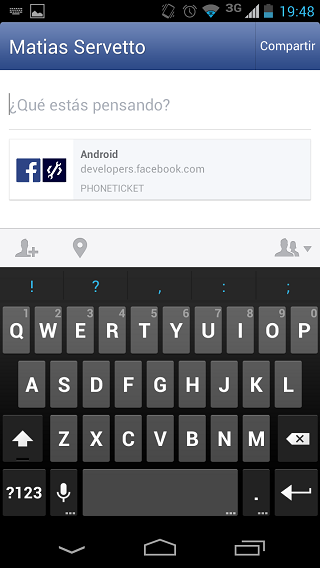 3G 19:48
Matias Servetto Compartir
¿Qué estás pensando?
Android
developers.facebook.com
PHONETICKET
! ? , : ;
1 2 3 4 5 6 7 8 9 0
Q W E R T Y U I O P
A S D F G H J K L
Z X C V B N M
?123 ... ... . ...